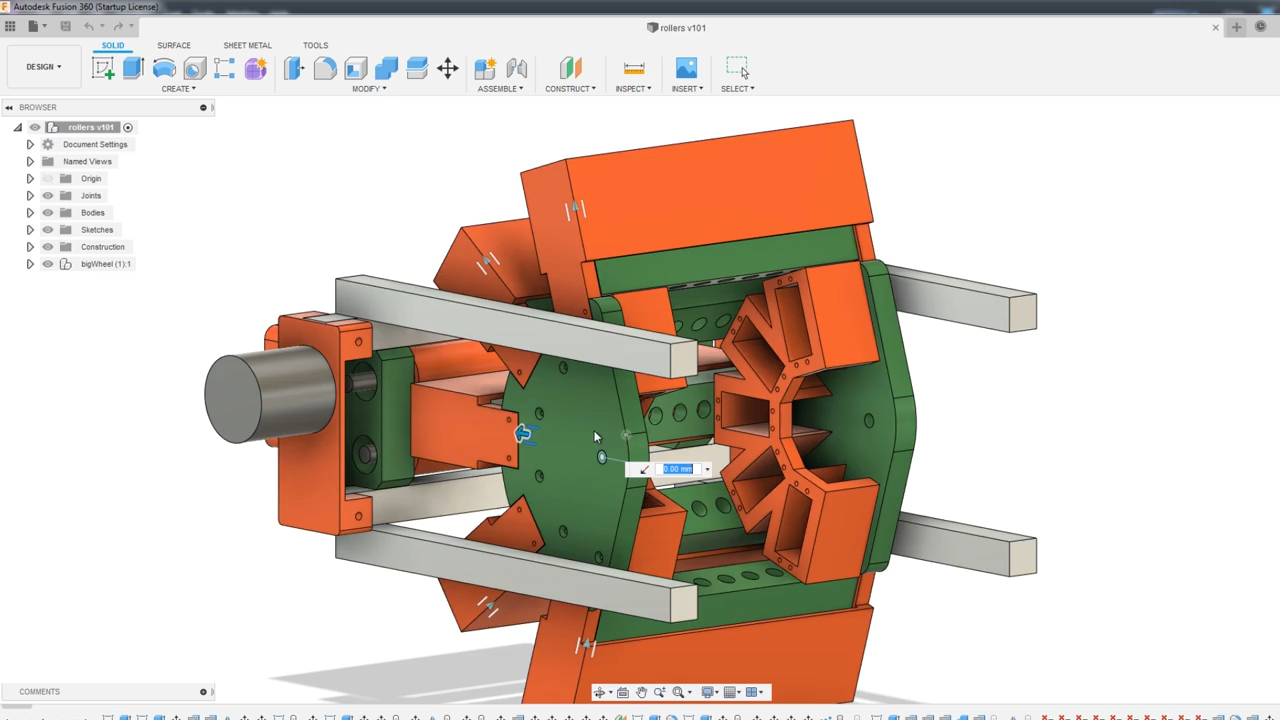 Autodesk Fusion 360 (Startup License)
rollers v101
SOLID SURFACE SHEET METAL TOOLS
DESIGN
CREATE MODIFY ASSEMBLE CONSTRUCT INSPECT INSERT SELECT
BROWSER
rollers v101
Document Settings
Named Views
Origin
Joints
Bodies
Sketches
Construction
bigWheel (1):1
0.00 mm
COMMENTS